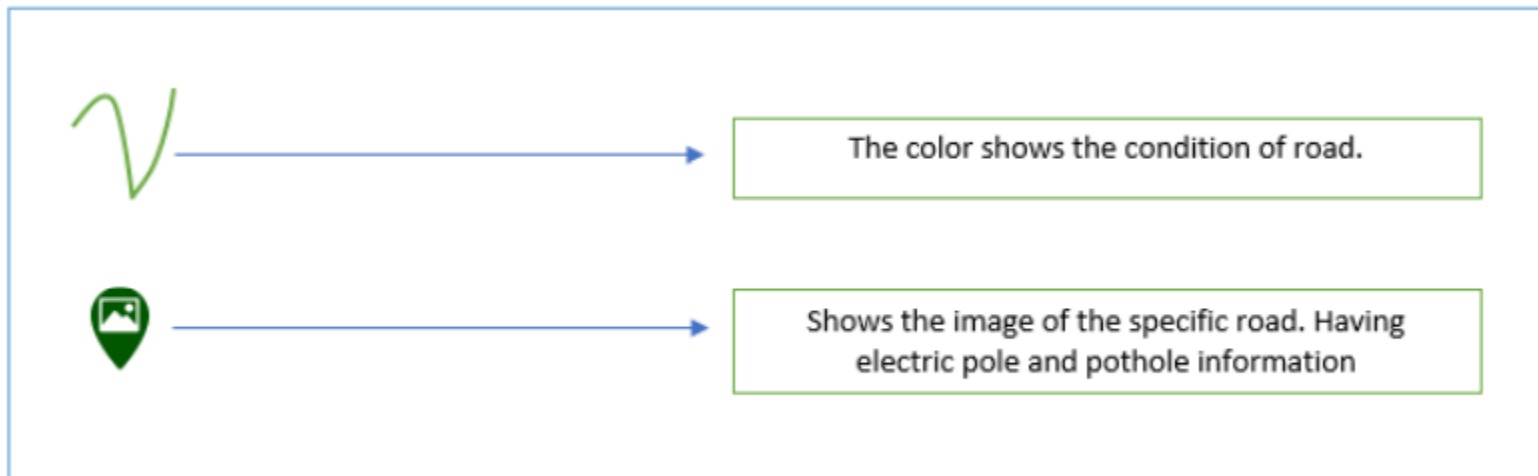 The color shows the condition of road.
Shows the image of the specific road. Having
electric pole and pothole information